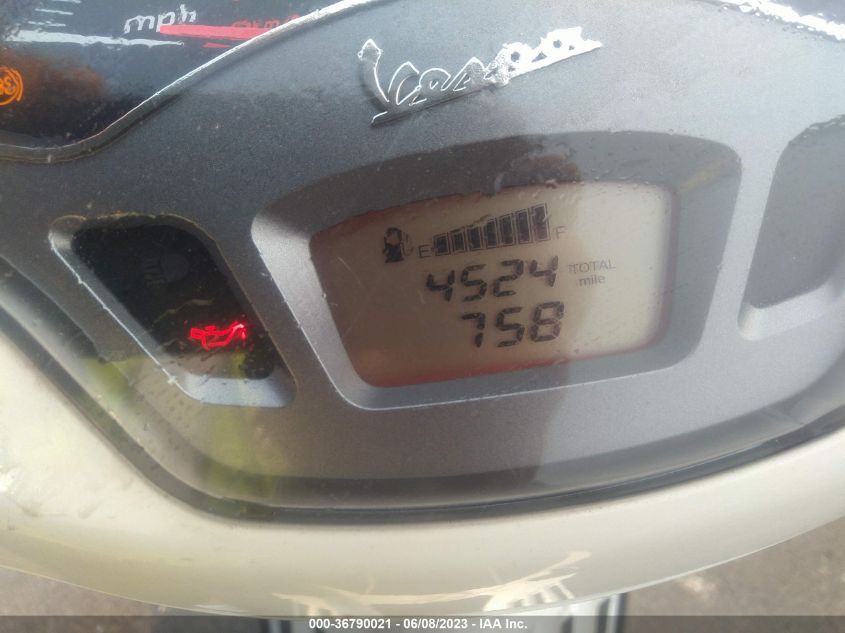 mph
Vespa
E F
4524 TOTAL
mile
758
000-36790021 / 06/08/2023 - IAA Inc.